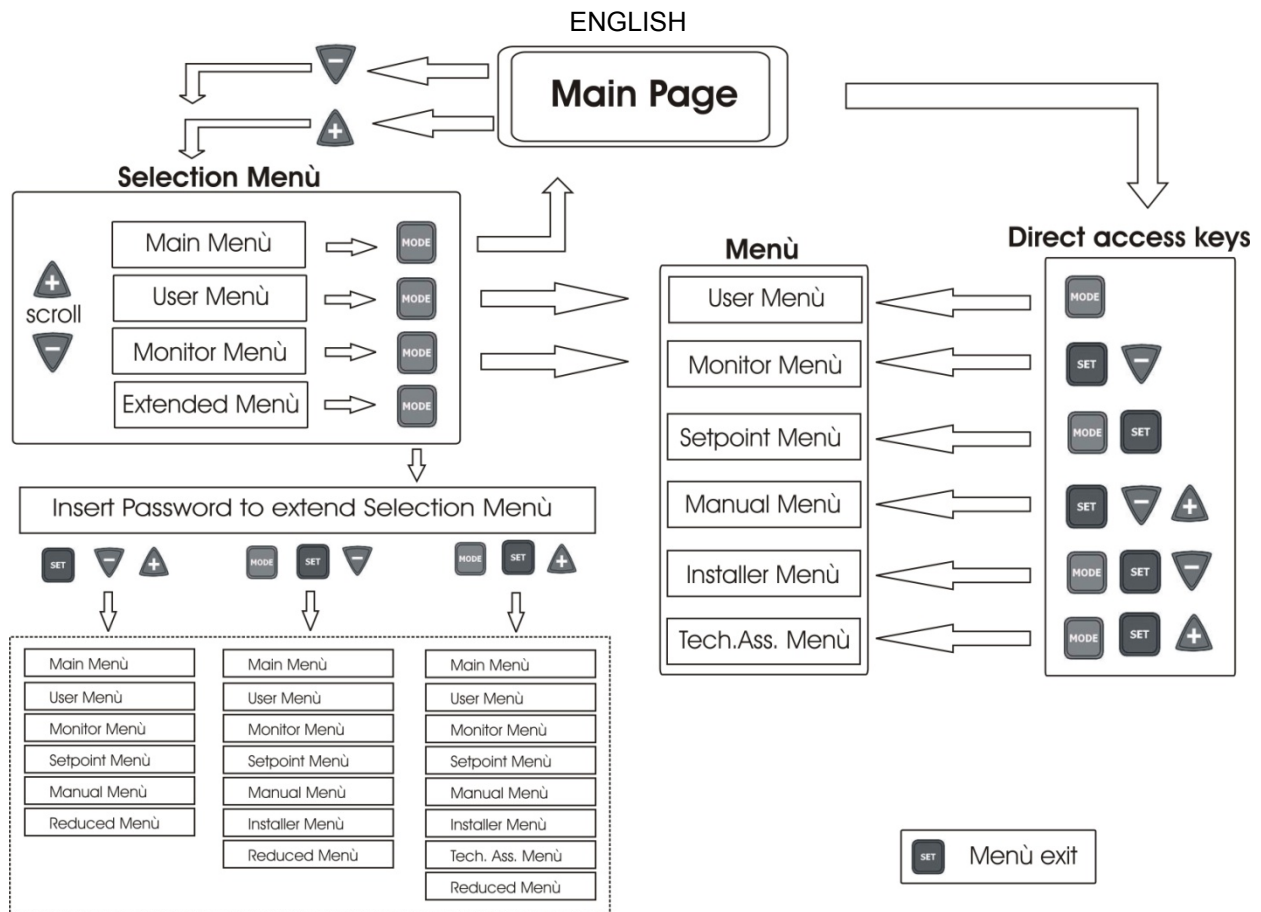 ENGLISH
Main Page
Selection Menù
Main Menù
MODE
User Menù
MODE
scroll
Monitor Menù
MODE
Extended Menù
MODE
Insert Password to extend Selection Menù
SET
MODE SET
MODE SET
Main Menù
User Menù
Monitor Menù
Setpoint Menù
Manual Menù
Reduced Menù
Main Menù
User Menù
Monitor Menù
Setpoint Menù
Manual Menù
Installer Menù
Reduced Menù
Main Menù
User Menù
Monitor Menù
Setpoint Menù
Manual Menù
Installer Menù
Tech. Ass. Menù
Reduced Menù
Menù
User Menù
Monitor Menù
Setpoint Menù
Manual Menù
Installer Menù
Tech.Ass. Menù
Direct access keys
MODE
SET
MODE SET
SET
MODE SET
MODE SET
SET Menù exit